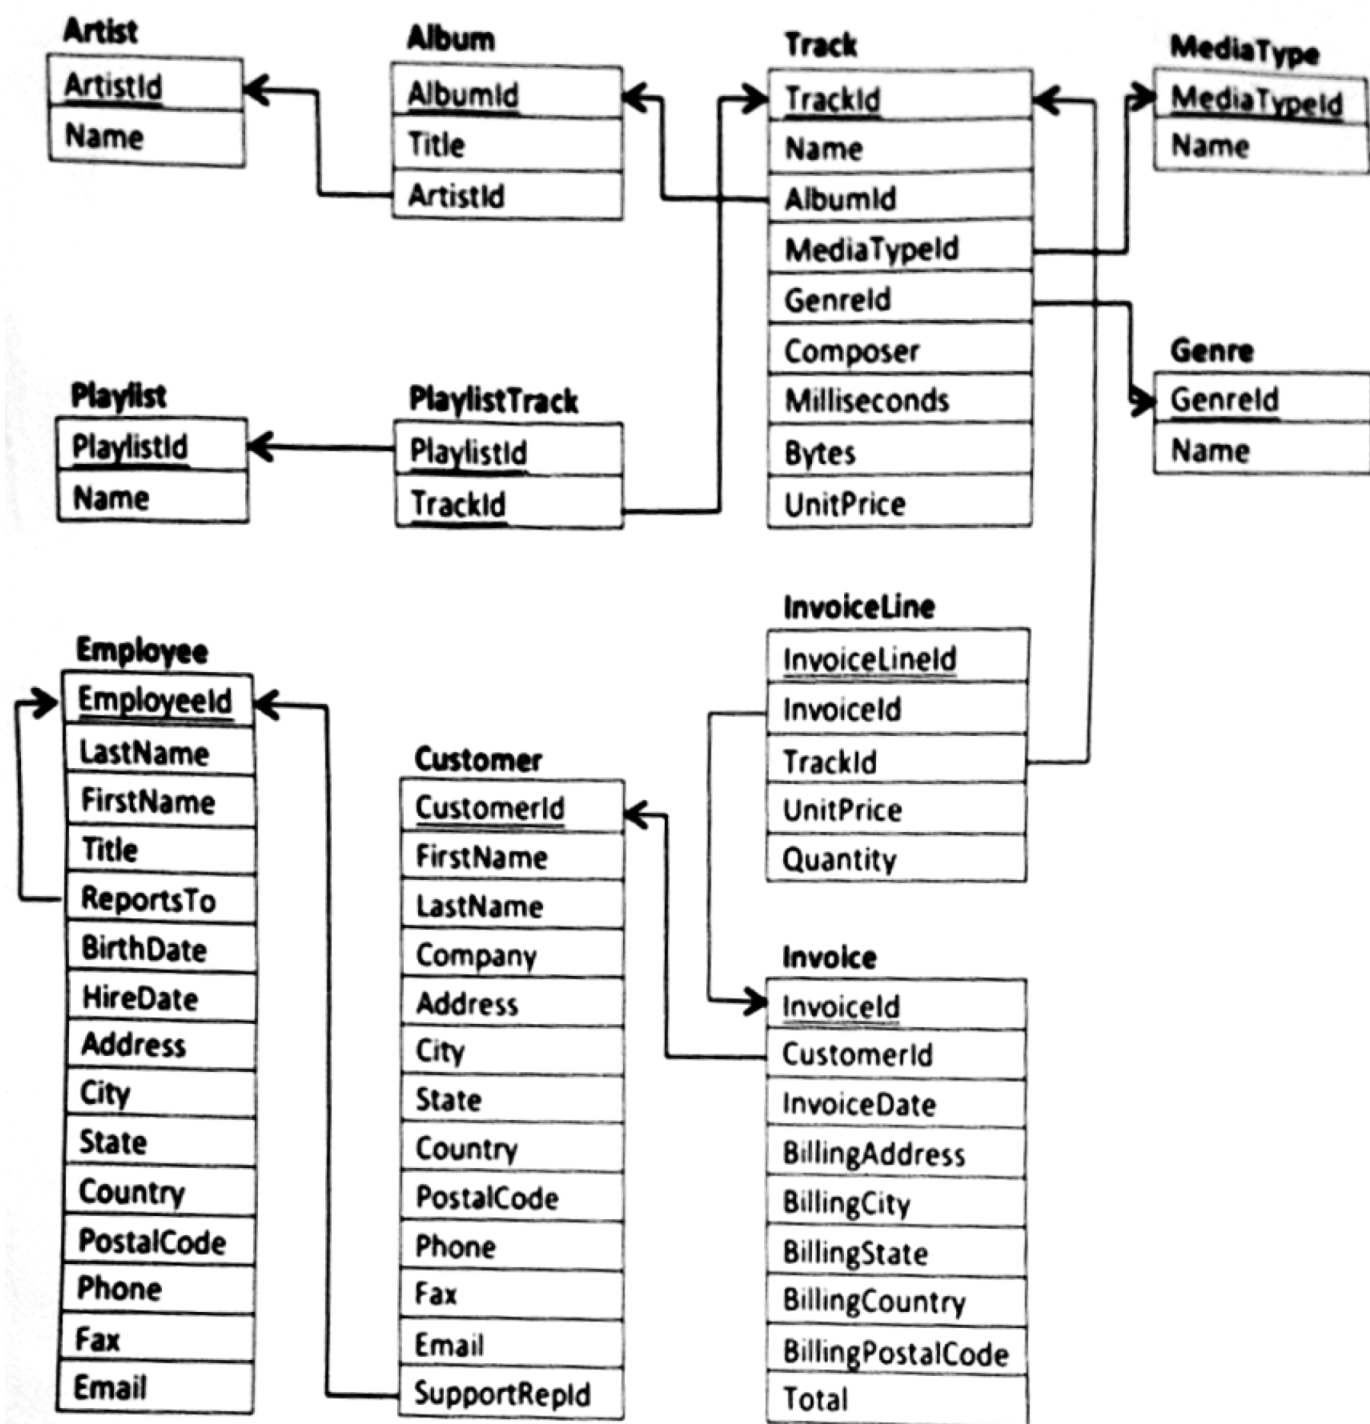 Artist
ArtistId
Name
Album
AlbumId
Title
ArtistId
Track
TrackId
Name
AlbumId
MediaTypeId
GenreId
Composer
Milliseconds
Bytes
UnitPrice
MediaType
MediaTypeId
Name
Genre
GenreId
Name
Playlist
PlaylistId
Name
PlaylistTrack
PlaylistId
TrackId
Employee
EmployeeId
LastName
FirstName
Title
ReportsTo
BirthDate
HireDate
Address
City
State
Country
PostalCode
Phone
Fax
Email
Customer
CustomerId
FirstName
LastName
Company
Address
City
State
Country
PostalCode
Phone
Fax
Email
SupportRepId
InvoiceLine
InvoiceLineId
InvoiceId
TrackId
UnitPrice
Quantity
Invoice
InvoiceId
CustomerId
InvoiceDate
BillingAddress
BillingCity
BillingState
BillingCountry
BillingPostalCode
Total